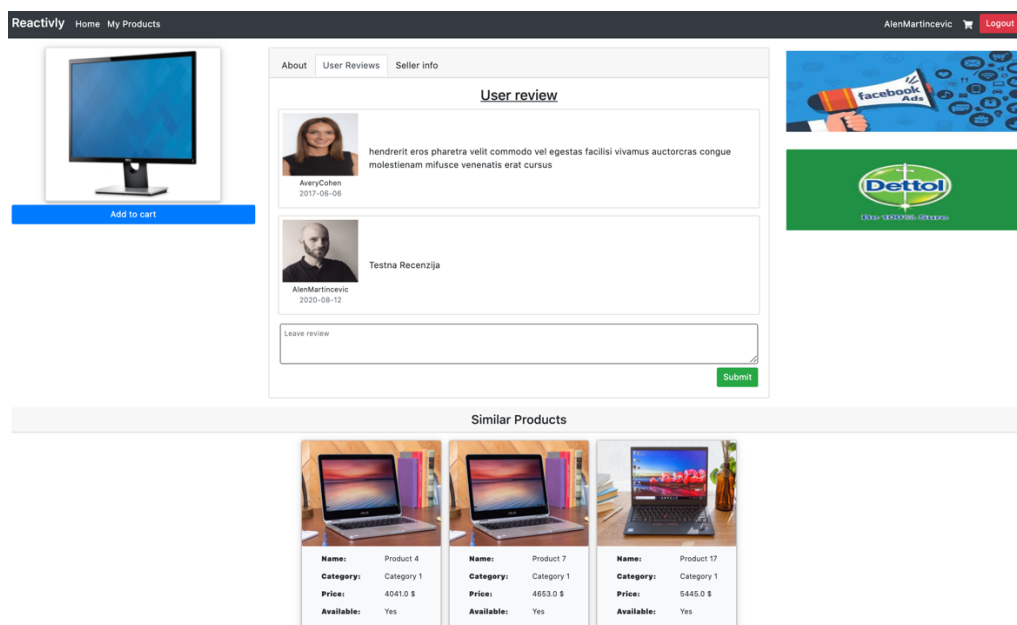 Reactivly Home My Products AlenMartincevic Logout
Add to cart
About User Reviews Seller info
User review
hendrerit eros pharetra velit commodo vel egestas facilisi vivamus auctorcras congue
molestienam mifusce venenatis erat cursus
AveryCohen
2017-06-06
Testna Recenzija
AlenMartincevic
2020-08-12
Leave review
Submit
facebook
Ads
Dettol
Be 100% Sure
Similar Products
Name: Product 4
Category: Category 1
Price: 4041.0 $
Available: Yes
Name: Product 7
Category: Category 1
Price: 4653.0 $
Available: Yes
Name: Product 17
Category: Category 1
Price: 5445.0 $
Available: Yes